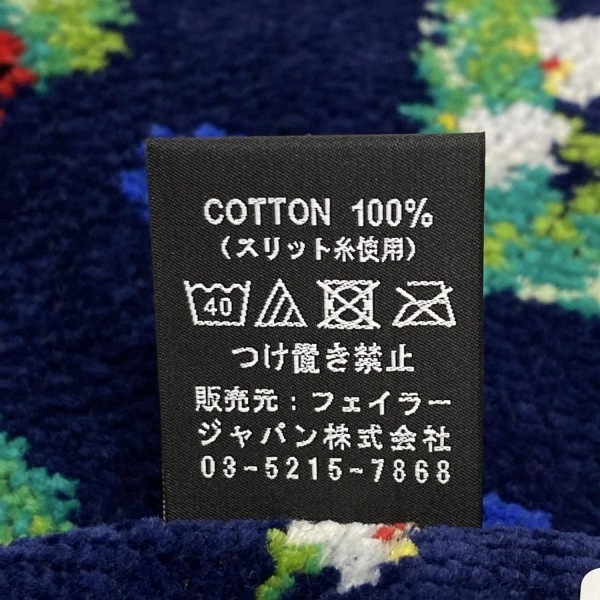 COTTON 100%
(スリット糸使用)
40
つけ置き禁止
販売元：フェイラー
ジャパン株式会社
03-5215-7868